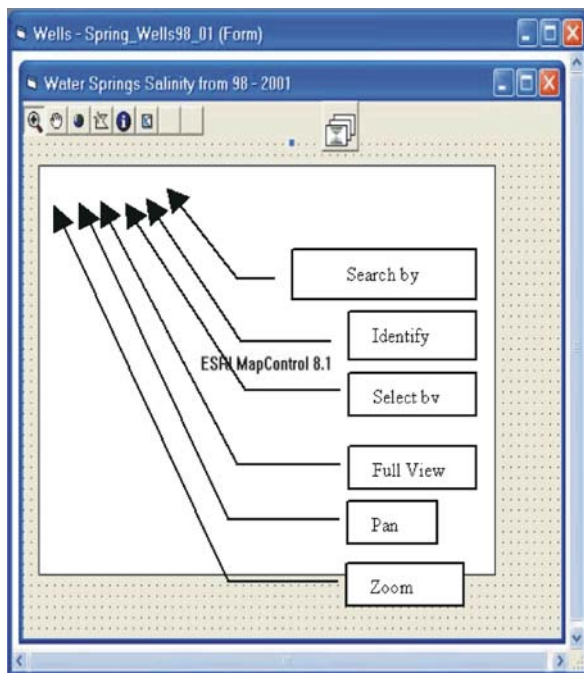 Wells - Spring_Wells98_01 (Form)
Water Springs Salinity from 98 - 2001
Search by
Identify
ESRI MapControl 8.1
Select by
Full View
Pan
Zoom